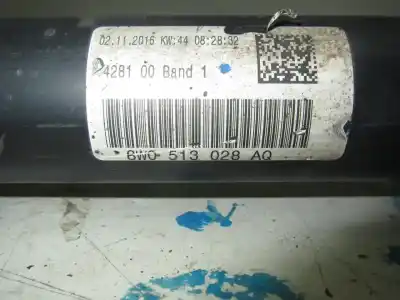 02.11.2016 KW:44 08:28:32
4281 00 Band 1
8W0 513 028 AQ